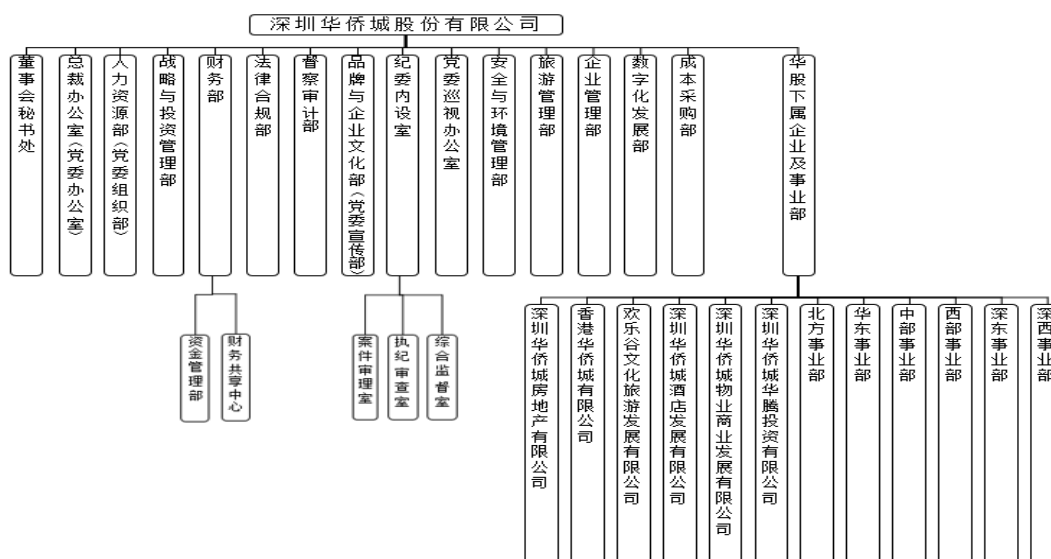 深圳华侨城股份有限公司
董事会秘书处
总裁办公室(党委办公室)
人力资源部(党委组织部)
战略与投资管理部
财务部
法律合规部
督察审计部
品牌与企业文化部(党委宣传部)
纪委内设室
党委巡视办公室
安全与环境管理部
旅游管理部
企业管理部
数字化发展部
成本采购部
华股下属企业及事业部
资金管理部
财务共享中心
案件审理室
执纪审查室
综合监督室
深圳华侨城房地产有限公司
香港华侨城有限公司
欢乐谷文化旅游发展有限公司
深圳华侨城酒店发展有限公司
深圳华侨城物业商业发展有限公司
深圳华侨城华腾投资有限公司
北方事业部
华东事业部
中部事业部
西部事业部
深东事业部
深西事业部